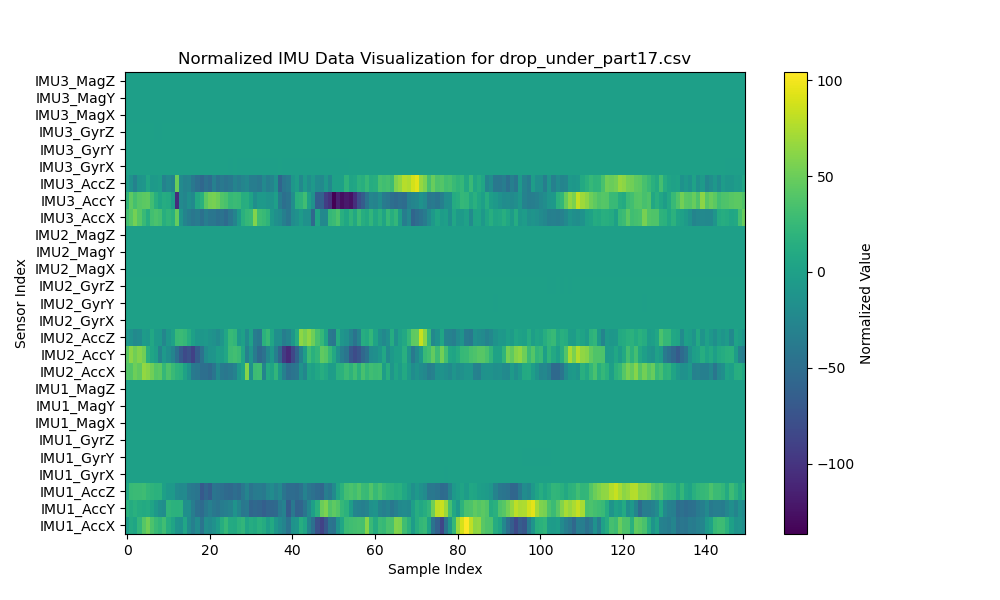 Normalized IMU Data Visualization for drop_under_part17.csv
IMU3_MagZ
IMU3_MagY
IMU3_MagX
IMU3_GyrZ
IMU3_GyrY
IMU3_GyrX
IMU3_AccZ
IMU3_AccY
IMU3_AccX
IMU2_MagZ
IMU2_MagY
IMU2_MagX
IMU2_GyrZ
IMU2_GyrY
IMU2_GyrX
IMU2_AccZ
IMU2_AccY
IMU2_AccX
IMU1_MagZ
IMU1_MagY
IMU1_MagX
IMU1_GyrZ
IMU1_GyrY
IMU1_GyrX
IMU1_AccZ
IMU1_AccY
IMU1_AccX
Sensor Index
0 20 40 60 80 100 120 140
Sample Index
100
50
0
−50
−100
Normalized Value